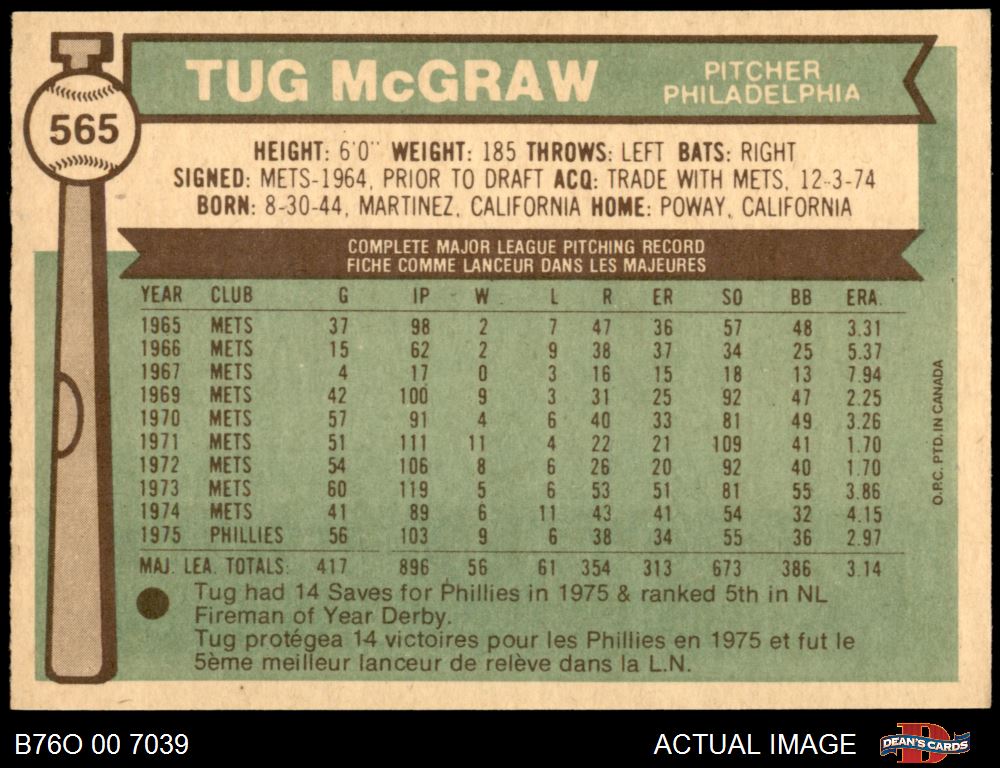 TUG McGRAW
PITCHER
PHILADELPHIA
565
HEIGHT: 6'0" WEIGHT: 185 THROWS: LEFT BATS: RIGHT
SIGNED: METS-1964, PRIOR TO DRAFT ACQ: TRADE WITH METS, 12-3-74
BORN: 8-30-44, MARTINEZ, CALIFORNIA HOME: POWAY, CALIFORNIA
COMPLETE MAJOR LEAGUE PITCHING RECORD
FICHE COMME LANCEUR DANS LES MAJEURES
YEAR CLUB G IP W L R ER SO BB ERA.
1965 METS 37 98 2 7 47 36 57 48 3.31
1966 METS 15 62 2 9 38 37 34 25 5.37
1967 METS 4 17 0 3 16 15 18 13 7.94
1969 METS 42 100 9 3 31 25 92 47 2.25
1970 METS 57 91 4 6 40 33 81 49 3.26
1971 METS 51 111 11 4 22 21 109 41 1.70
1972 METS 54 106 8 6 26 20 92 40 1.70
1973 METS 60 119 5 6 53 51 81 55 3.86
1974 METS 41 89 6 11 43 41 54 32 4.15
1975 PHILLIES 56 103 9 6 38 34 55 36 2.97
MAJ. LEA. TOTALS: 417 896 56 61 354 313 673 386 3.14
Tug had 14 Saves for Phillies in 1975 & ranked 5th in NL
Fireman of Year Derby.
Tug protégea 14 victoires pour les Phillies en 1975 et fut le
5ème meilleur lanceur de relève dans la L.N.
O.P.C. PTD. IN CANADA
B76O 00 7039
ACTUAL IMAGE
DEAN'S CARDS